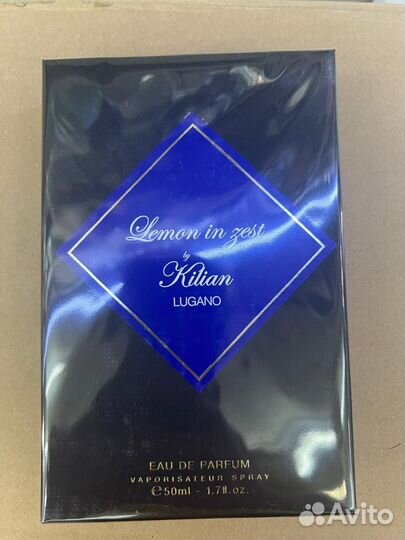 Lemon in zest
by
Kilian
LUGANO
EAU DE PARFUM
VAPORISATEUR SPRAY
℮50ml - 1.7fl.oz.
Avito